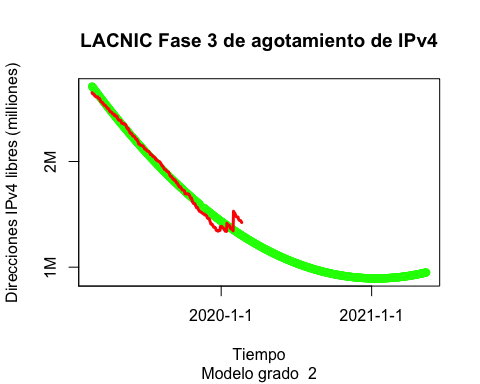 LACNIC Fase 3 de agotamiento de IPv4
Direcciones IPv4 libres (milliones)
2M
1M
2020-1-1
2021-1-1
Tiempo
Modelo grado 2